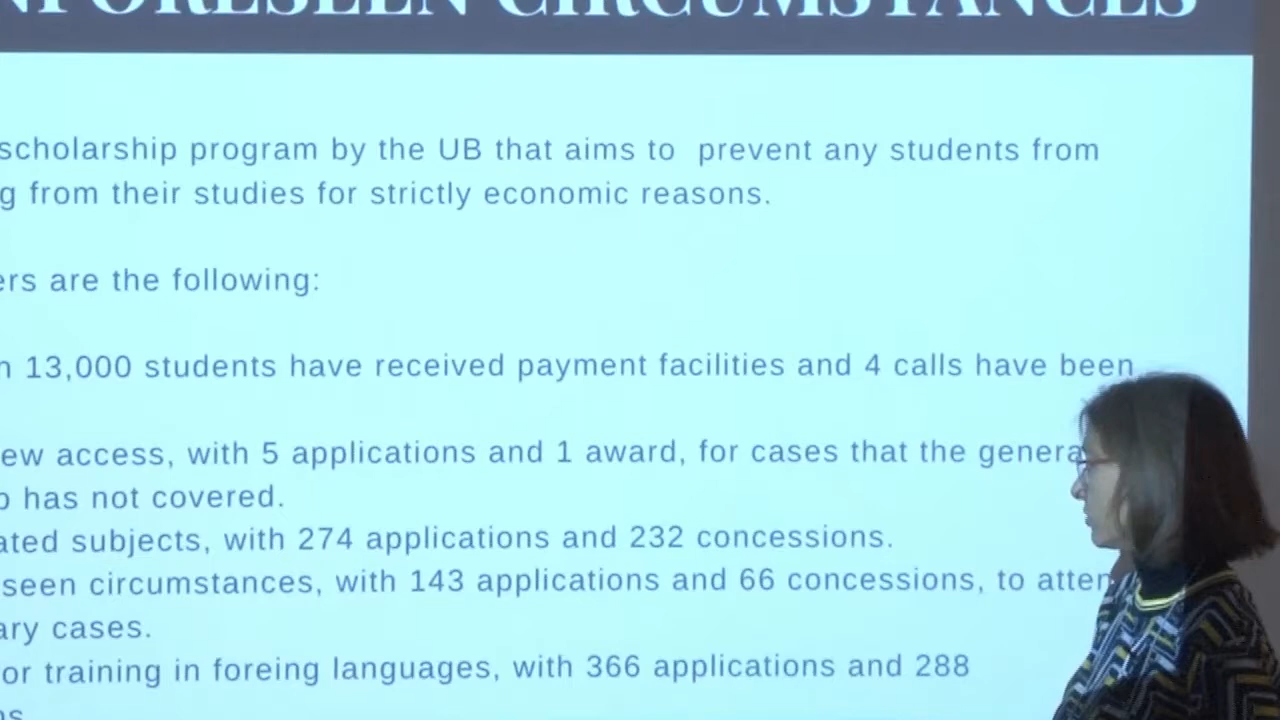 NFORESEEN CIRCUMSTANCES
scholarship program by the UB that aims to prevent any students from
g from their studies for strictly economic reasons.
ers are the following:
n 13,000 students have received payment facilities and 4 calls have been
ew access, with 5 applications and 1 award, for cases that the genera
p has not covered.
ated subjects, with 274 applications and 232 concessions.
seen circumstances, with 143 applications and 66 concessions, to atten
ary cases.
or training in foreing languages, with 366 applications and 288
ns.